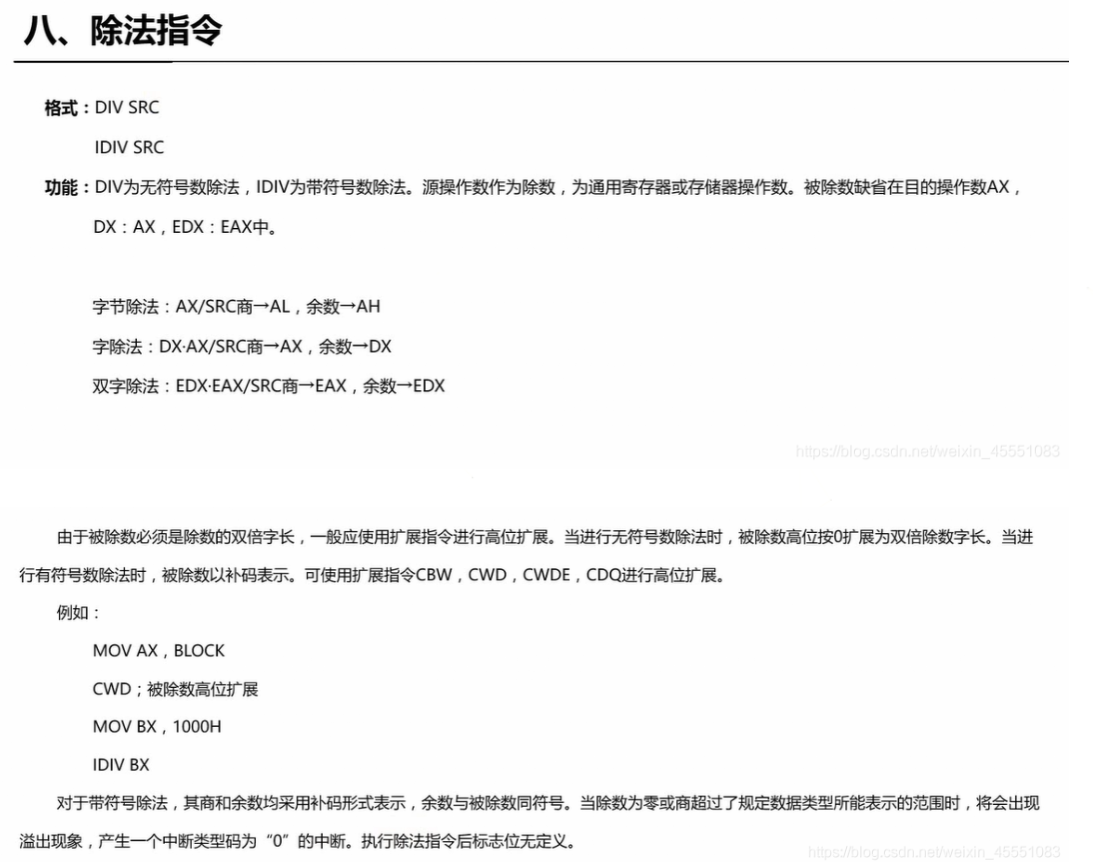 八、除法指令
格式：DIV SRC
IDIV SRC
功能：DIV为无符号数除法，IDIV为带符号数除法。源操作数作为除数，为通用寄存器或存储器操作数。被除数缺省在目的操作数AX，
DX：AX，EDX：EAX中。
字节除法：AX/SRC商→AL，余数→AH
字除法：DX·AX/SRC商→AX，余数→DX
双字除法：EDX·EAX/SRC商→EAX，余数→EDX
https://blog.csdn.net/weixin_45551083
由于被除数必须是除数的双倍字长，一般应使用扩展指令进行高位扩展。当进行无符号数除法时，被除数高位按0扩展为双倍除数字长。当进
行有符号数除法时，被除数以补码表示。可使用扩展指令CBW，CWD，CWDE，CDQ进行高位扩展。
例如：
MOV AX，BLOCK
CWD；被除数高位扩展
MOV BX，1000H
IDIV BX
对于带符号除法，其商和余数均采用补码形式表示，余数与被除数同符号。当除数为零或商超过了规定数据类型所能表示的范围时，将会出现
溢出现象，产生一个中断类型码为“0”的中断。执行除法指令后标志位无定义。
https://blog.csdn.net/weixin_45551083